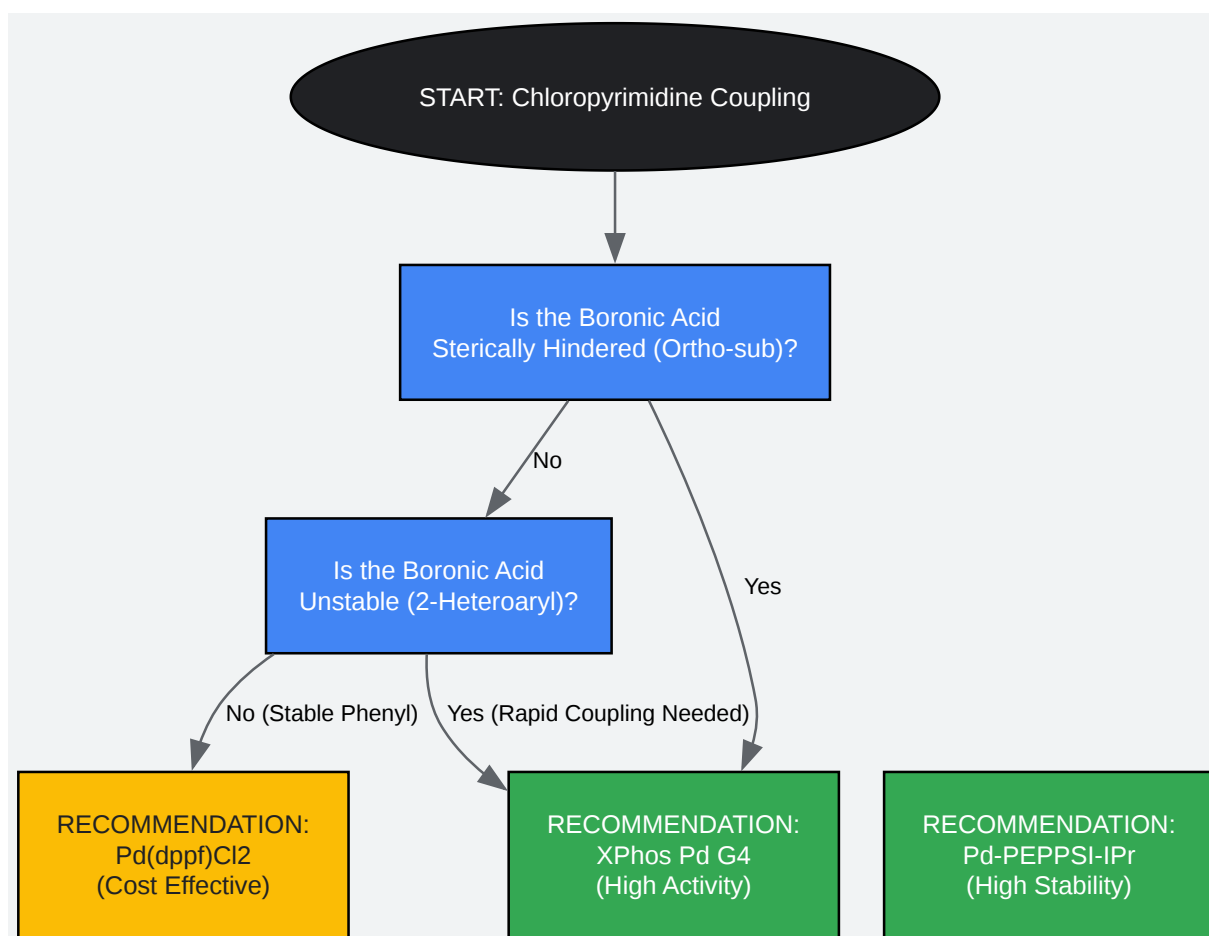 START: Chloropyrimidine Coupling
Is the Boronic Acid
Sterically Hindered (Ortho-sub)?
No
Yes
Is the Boronic Acid
Unstable (2-Heteroaryl)?
No (Stable Phenyl)
Yes (Rapid Coupling Needed)
RECOMMENDATION:
Pd(dppf)Cl2
(Cost Effective)
RECOMMENDATION:
XPhos Pd G4
(High Activity)
RECOMMENDATION:
Pd-PEPPSI-IPr
(High Stability)